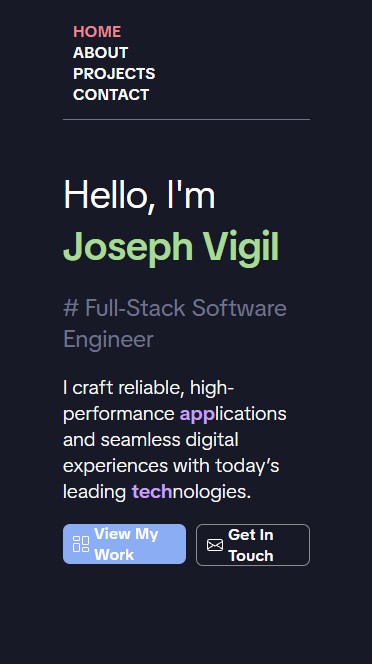 HOME
ABOUT
PROJECTS
CONTACT
Hello, I'm
Joseph Vigil
# Full-Stack Software
Engineer
I craft reliable, high-
performance applications
and seamless digital
experiences with today’s
leading technologies.
View My
Work
Get In
Touch